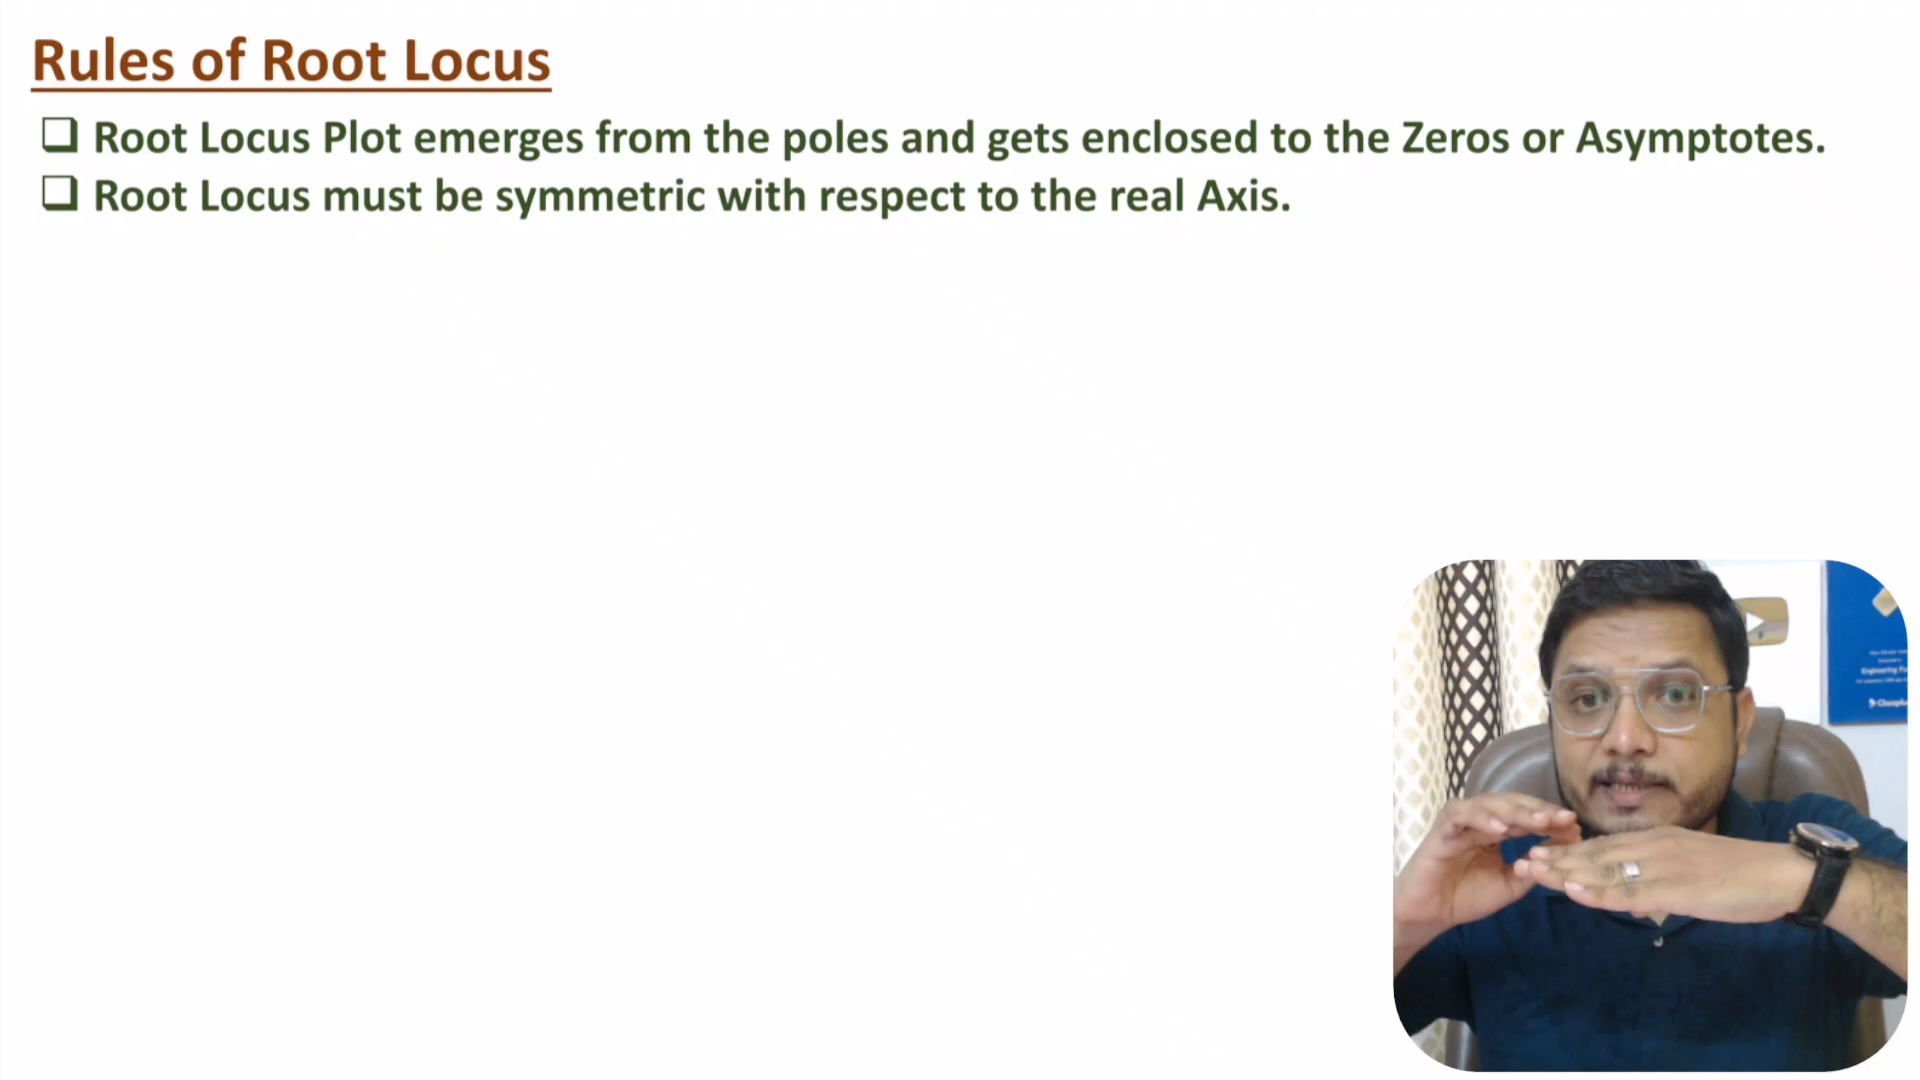 Rules of Root Locus
❑ Root Locus Plot emerges from the poles and gets enclosed to the Zeros or Asymptotes.
❑ Root Locus must be symmetric with respect to the real Axis.
Engineering